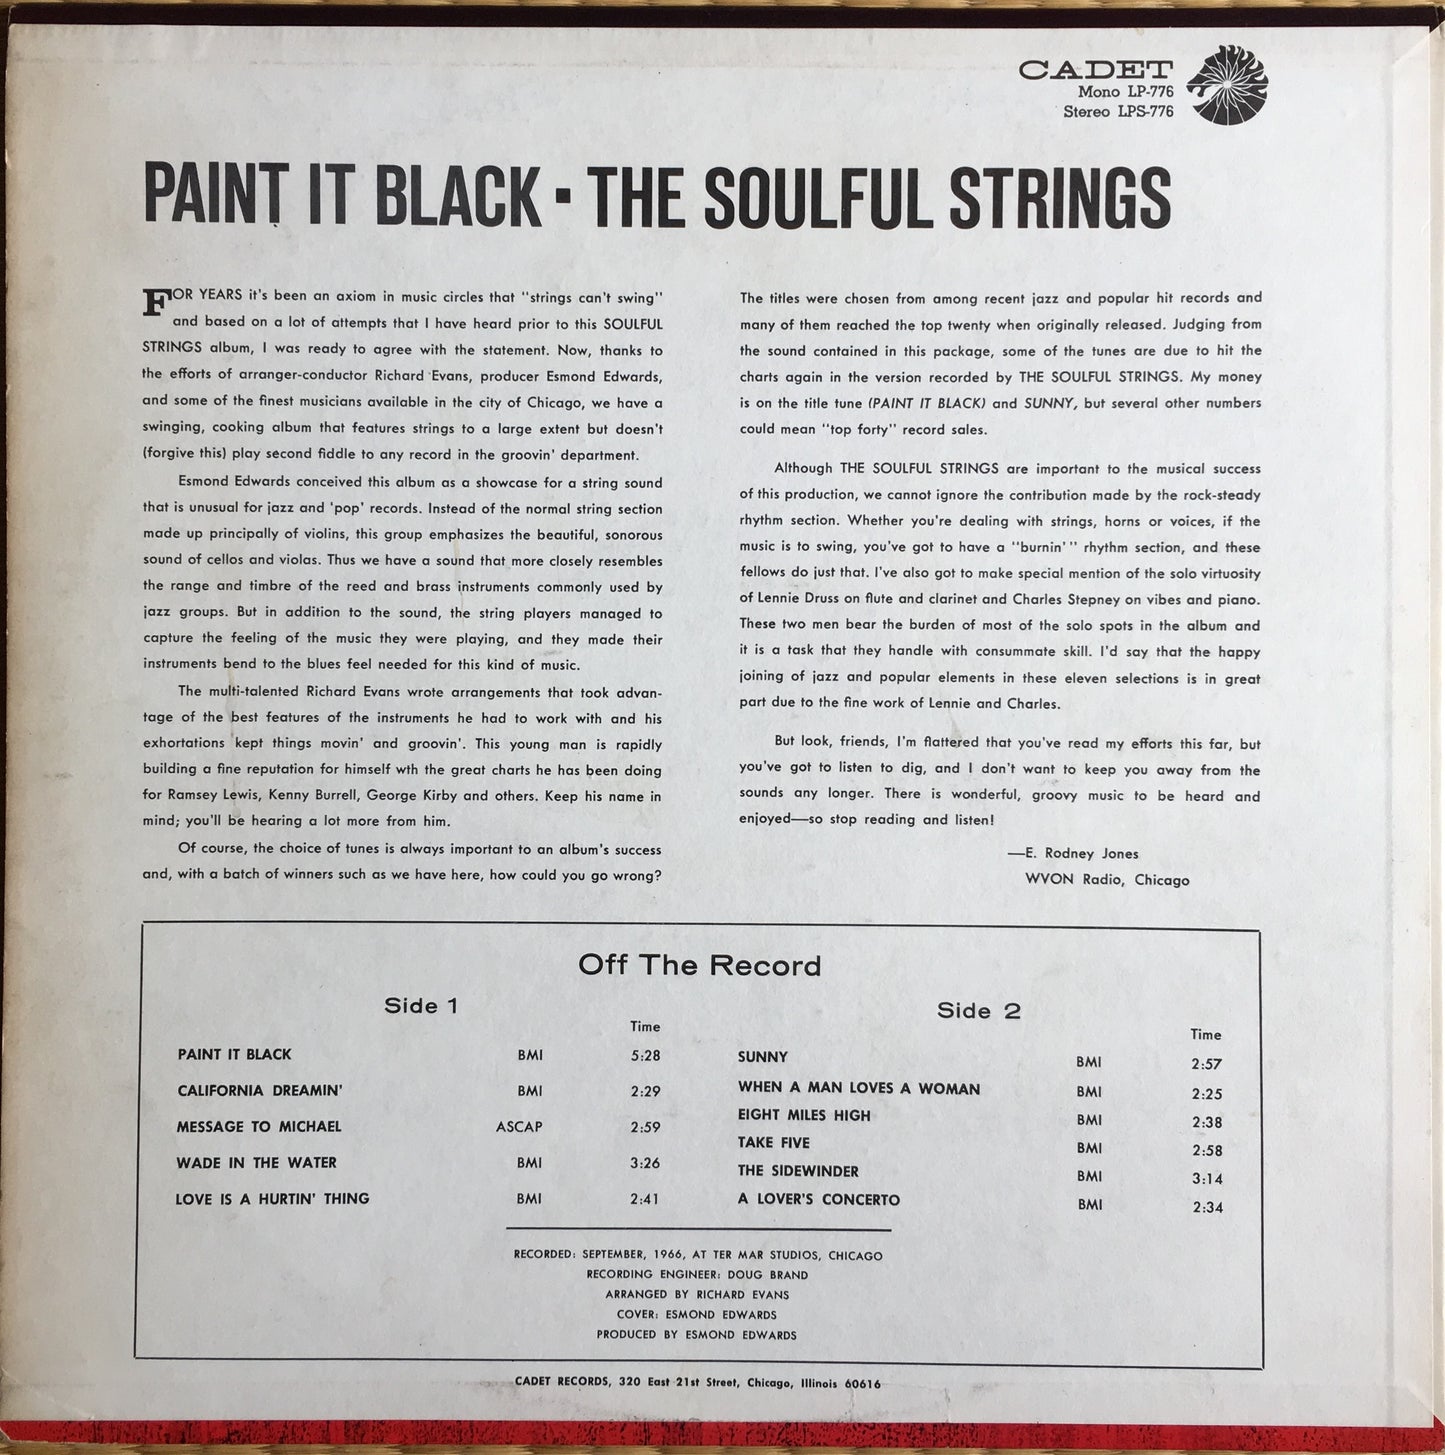 CADET
Mono LP-776
Stereo LPS-776
PAINT IT BLACK · THE SOULFUL STRINGS
FOR YEARS it's been an axiom in music circles that "strings can't swing"
and based on a lot of attempts that I have heard prior to this SOULFUL
STRINGS album, I was ready to agree with the statement. Now, thanks to
the efforts of arranger-conductor Richard Evans, producer Esmond Edwards,
and some of the finest musicians available in the city of Chicago, we have a
swinging, cooking album that features strings to a large extent but doesn't
(forgive this) play second fiddle to any record in the groovin' department.
Esmond Edwards conceived this album as a showcase for a string sound
that is unusual for jazz and 'pop' records. Instead of the normal string section
made up principally of violins, this group emphasizes the beautiful, sonorous
sound of cellos and violas. Thus we have a sound that more closely resembles
the range and timbre of the reed and brass instruments commonly used by
jazz groups. But in addition to the sound, the string players managed to
capture the feeling of the music they were playing, and they made their
instruments bend to the blues feel needed for this kind of music.
The multi-talented Richard Evans wrote arrangements that took advan-
tage of the best features of the instruments he had to work with and his
exhortations kept things movin' and groovin'. This young man is rapidly
building a fine reputation for himself wth the great charts he has been doing
for Ramsey Lewis, Kenny Burrell, George Kirby and others. Keep his name in
mind; you'll be hearing a lot more from him.
Of course, the choice of tunes is always important to an album's success
and, with a batch of winners such as we have here, how could you go wrong?
The titles were chosen from among recent jazz and popular hit records and
many of them reached the top twenty when originally released. Judging from
the sound contained in this package, some of the tunes are due to hit the
charts again in the version recorded by THE SOULFUL STRINGS. My money
is on the title tune (PAINT IT BLACK) and SUNNY, but several other numbers
could mean "top forty" record sales.
Although THE SOULFUL STRINGS are important to the musical success
of this production, we cannot ignore the contribution made by the rock-steady
rhythm section. Whether you're dealing with strings, horns or voices, if the
music is to swing, you've got to have a "burnin'" rhythm section, and these
fellows do just that. I've also got to make special mention of the solo virtuosity
of Lennie Druss on flute and clarinet and Charles Stepney on vibes and piano.
These two men bear the burden of most of the solo spots in the album and
it is a task that they handle with consummate skill. I'd say that the happy
joining of jazz and popular elements in these eleven selections is in great
part due to the fine work of Lennie and Charles.
But look, friends, I'm flattered that you've read my efforts this far, but
you've got to listen to dig, and I don't want to keep you away from the
sounds any longer. There is wonderful, groovy music to be heard and
enjoyed—so stop reading and listen!
—E. Rodney Jones
WVON Radio, Chicago
Off The Record
Side 1
Time
PAINT IT BLACK BMI 5:28
CALIFORNIA DREAMIN' BMI 2:29
MESSAGE TO MICHAEL ASCAP 2:59
WADE IN THE WATER BMI 3:26
LOVE IS A HURTIN' THING BMI 2:41
Side 2
Time
SUNNY BMI 2:57
WHEN A MAN LOVES A WOMAN BMI 2:25
EIGHT MILES HIGH BMI 2:38
TAKE FIVE BMI 2:58
THE SIDEWINDER BMI 3:14
A LOVER'S CONCERTO BMI 2:34
RECORDED: SEPTEMBER, 1966, AT TER MAR STUDIOS, CHICAGO
RECORDING ENGINEER: DOUG BRAND
ARRANGED BY RICHARD EVANS
COVER: ESMOND EDWARDS
PRODUCED BY ESMOND EDWARDS
CADET RECORDS, 320 East 21st Street, Chicago, Illinois 60616